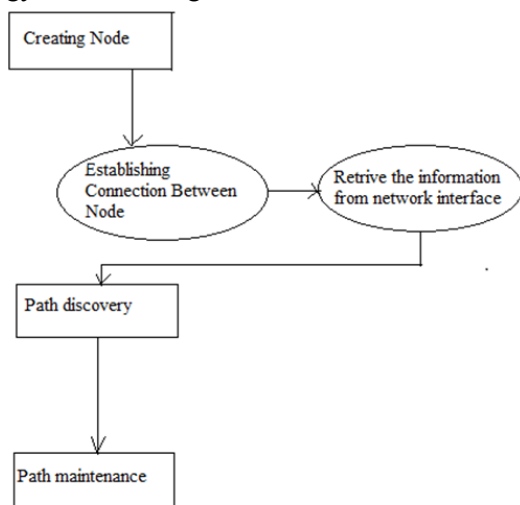 Creating Node
Establishing
Connection Between
Node
Retrive the information
from network interface
Path discovery
Path maintenance